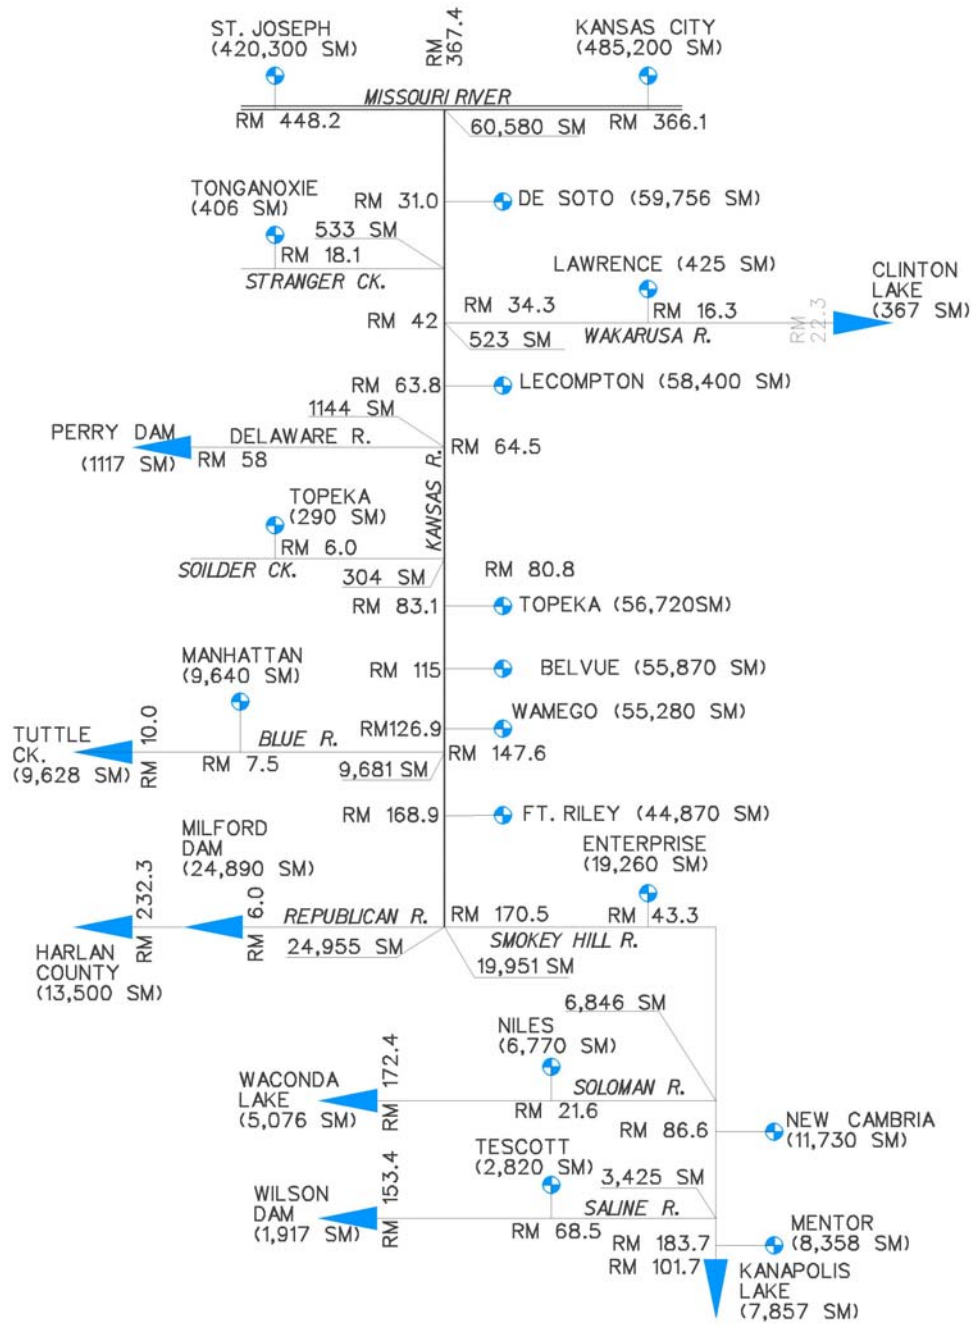 ST. JOSEPH
(420,300 SM)
RM 367.4
KANSAS CITY
(485,200 SM)
MISSOURI RIVER
RM 448.2
60,580 SM
RM 366.1
TONGANOXIE
(406 SM)
RM 31.0
DE SOTO (59,756 SM)
533 SM
RM 18.1
STRANGER CK.
LAWRENCE (425 SM)
CLINTON
LAKE
(367 SM)
RM 34.3
RM 16.3
RM 22.3
RM 42
523 SM
WAKARUSA R.
RM 63.8
LECOMPTON (58,400 SM)
1144 SM
PERRY DAM
(1117 SM)
DELAWARE R.
RM 58
KANSAS R.
RM 64.5
TOPEKA
(290 SM)
RM 6.0
SOILDER CK.
304 SM
RM 80.8
RM 83.1
TOPEKA (56,720SM)
MANHATTAN
(9,640 SM)
RM 115
BELVUE (55,870 SM)
WAMEGO (55,280 SM)
RM126.9
TUTTLE
CK.
(9,628 SM)
RM 10.0
BLUE R.
RM 7.5
9,681 SM
RM 147.6
RM 168.9
FT. RILEY (44,870 SM)
MILFORD
DAM
(24,890 SM)
ENTERPRISE
(19,260 SM)
RM 232.3
RM 6.0
REPUBLICAN R.
RM 170.5
RM 43.3
HARLAN
COUNTY
(13,500 SM)
24,955 SM
SMOKEY HILL R.
19,951 SM
6,846 SM
NILES
(6,770 SM)
WACONDA
LAKE
(5,076 SM)
RM 172.4
SOLOMAN R.
RM 21.6
RM 86.6
NEW CAMBRIA
(11,730 SM)
TESCOTT
(2,820 SM)
3,425 SM
WILSON
DAM
(1,917 SM)
RM 153.4
SALINE R.
RM 68.5
RM 183.7
MENTOR
(8,358 SM)
RM 101.7
KANAPOLIS
LAKE
(7,857 SM)